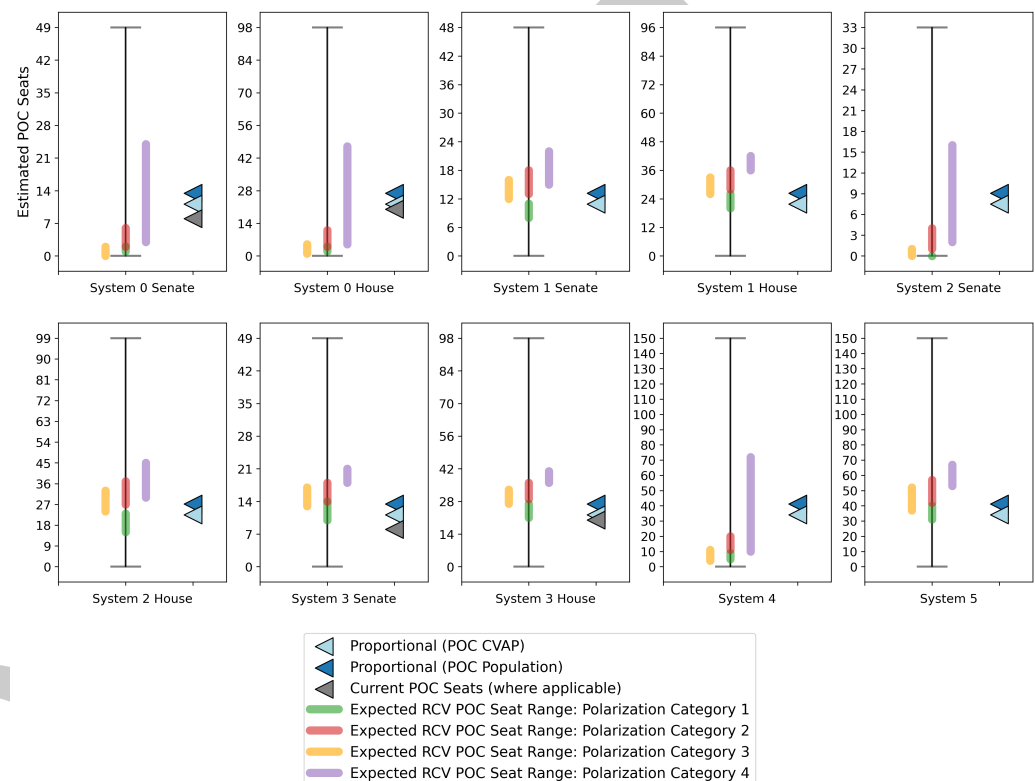 49 98 48 96 33
42 84 42 84 30
35 70 36 72 27
28 56 30 60 24
21 42 24 48 21
14 28 18 36 18
7 14 12 24 15
0 0 6 12 12
0 0 9
6
3
0
Estimated POC Seats
System 0 Senate System 0 House System 1 Senate System 1 House System 2 Senate
99 49 98 150 150
90 42 84 140 140
81 35 70 130 130
72 28 56 120 120
63 21 42 110 110
54 14 28 100 100
45 7 14 90 90
36 0 0 80 80
27 70 70
18 60 60
9 50 50
0 40 40
30 30
20 20
10 10
0 0
System 2 House System 3 Senate System 3 House System 4 System 5
Proportional (POC CVAP)
Proportional (POC Population)
Current POC Seats (where applicable)
Expected RCV POC Seat Range: Polarization Category 1
Expected RCV POC Seat Range: Polarization Category 2
Expected RCV POC Seat Range: Polarization Category 3
Expected RCV POC Seat Range: Polarization Category 4